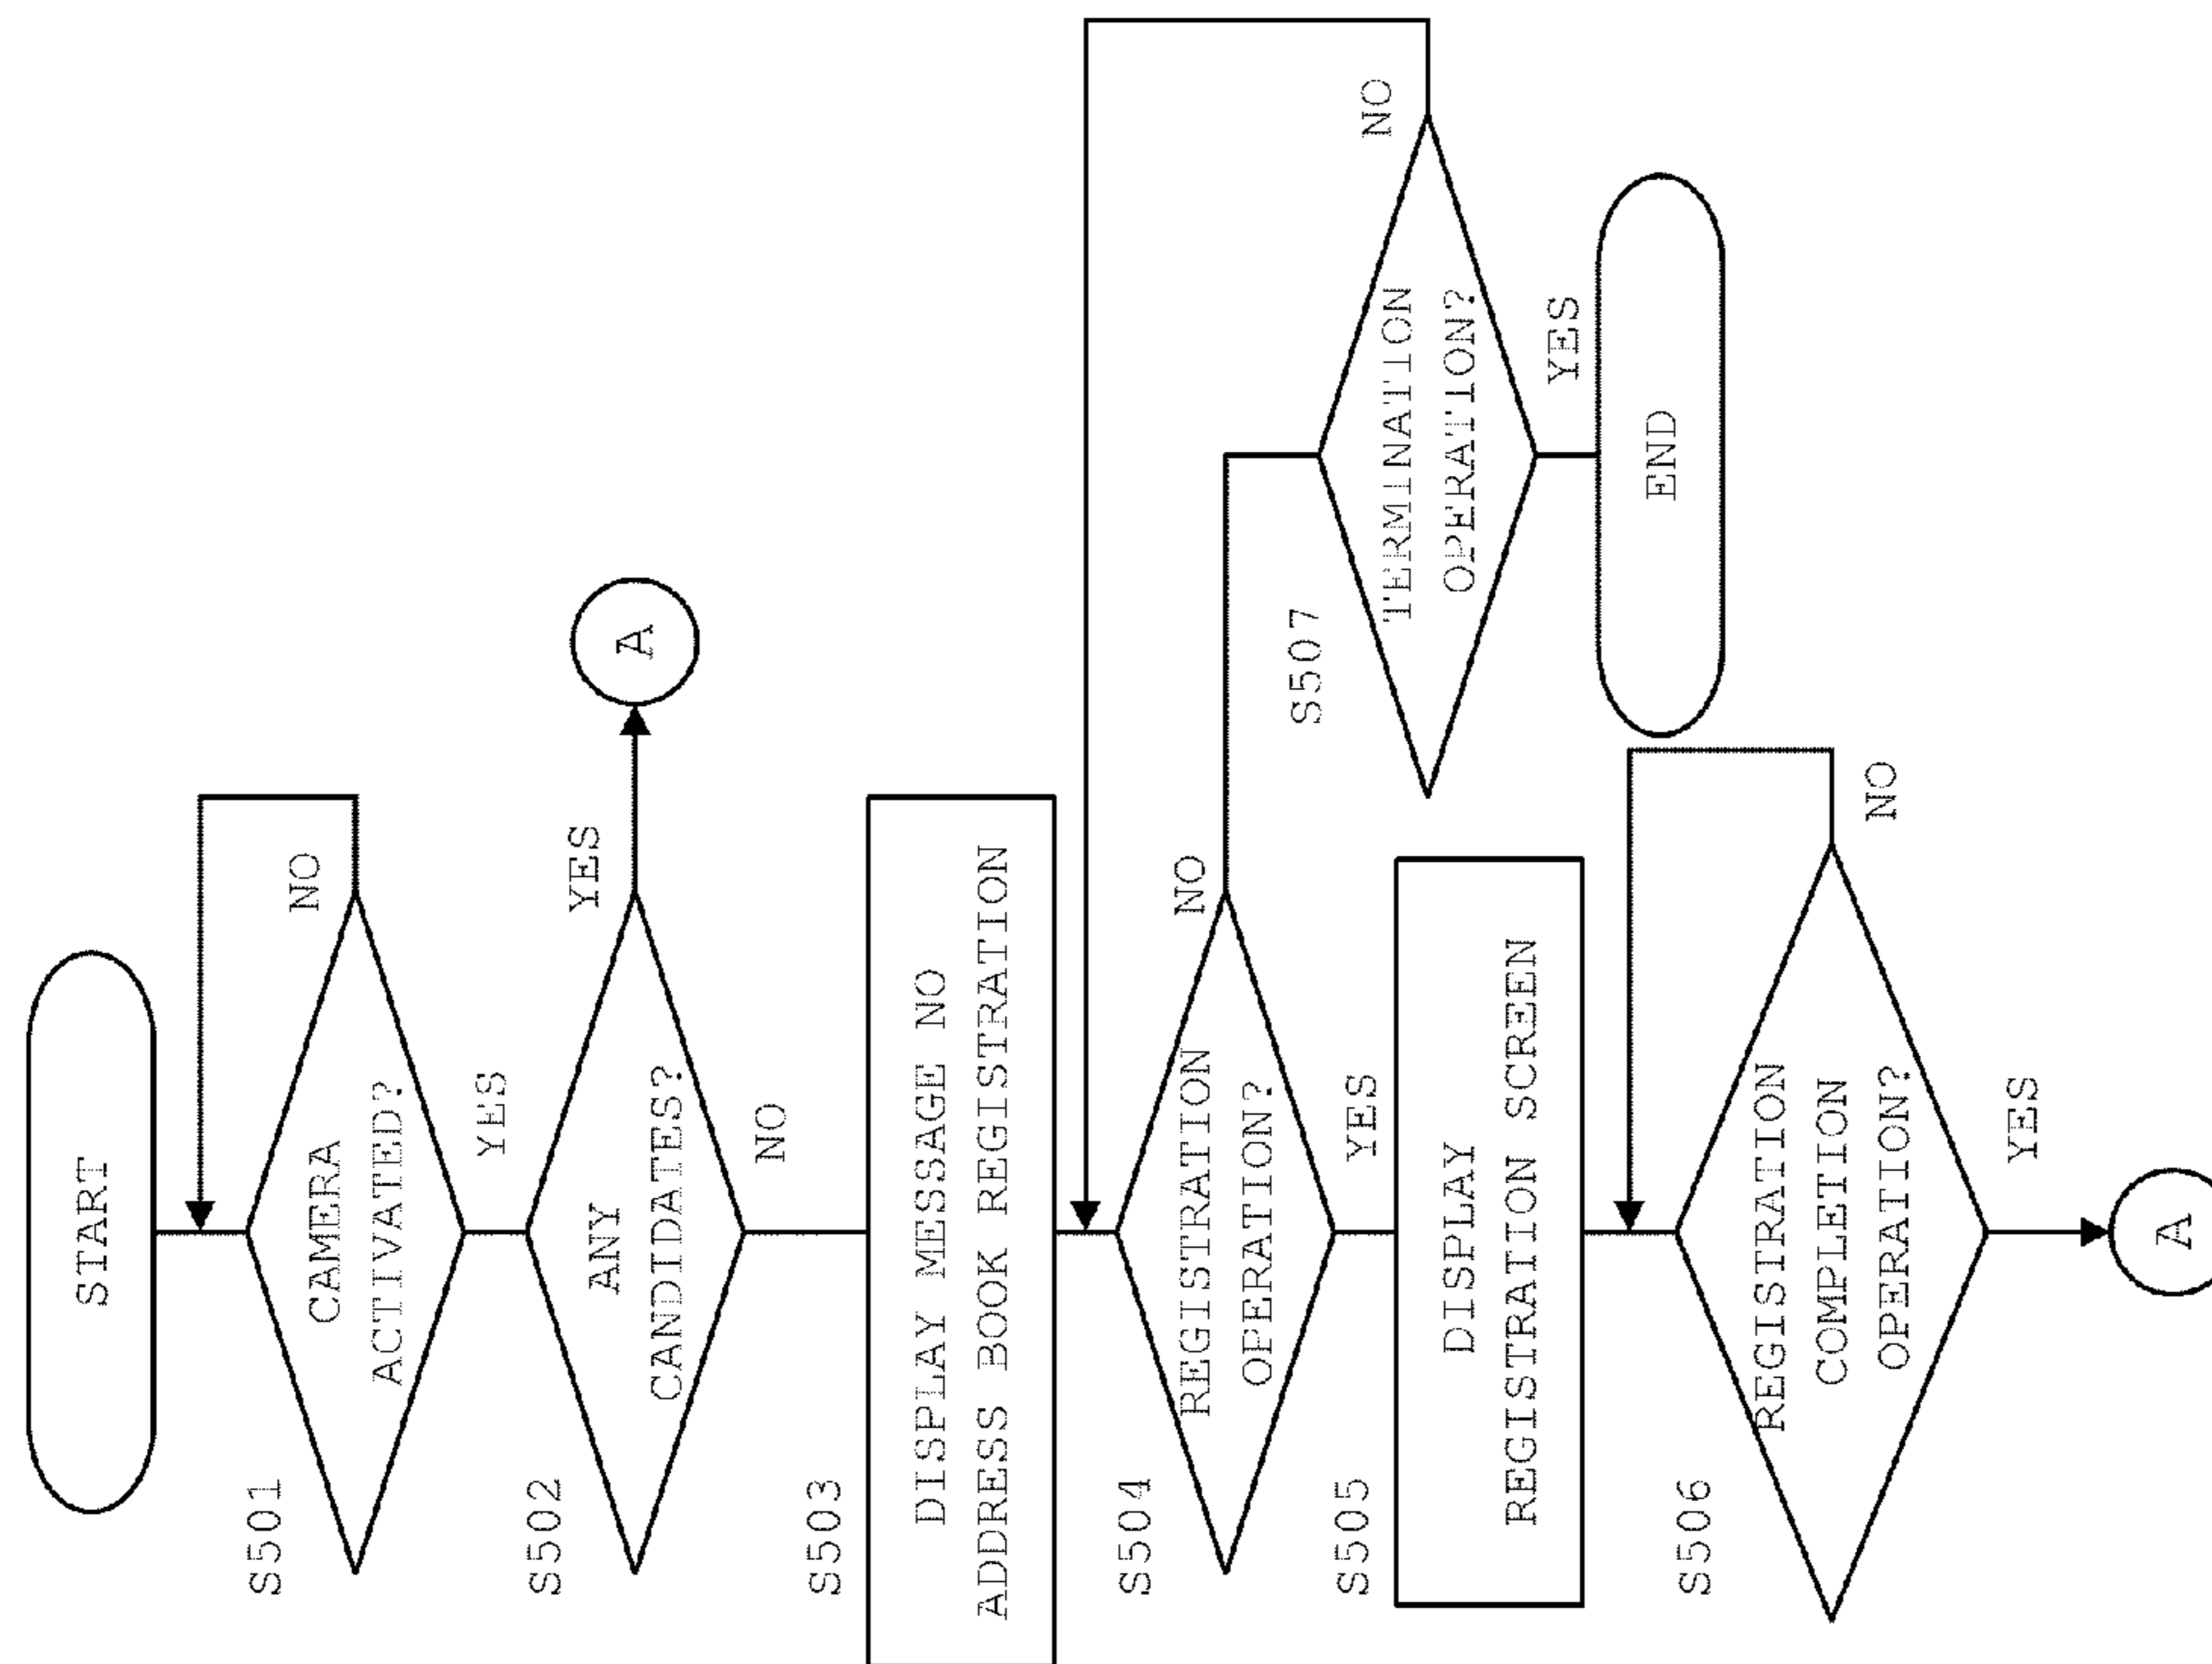 START
S501
CAMERA
ACTIVATED?
NO
YES
S502
ANY
CANDIDATES?
YES
A
NO
S503
DISPLAY MESSAGE NO
ADDRESS BOOK REGISTRATION
S504
REGISTRATION
OPERATION?
NO
YES
S507
TERMINATION
OPERATION?
NO
YES
END
S505
DISPLAY
REGISTRATION SCREEN
S506
REGISTRATION
COMPLETION
OPERATION?
NO
YES
A